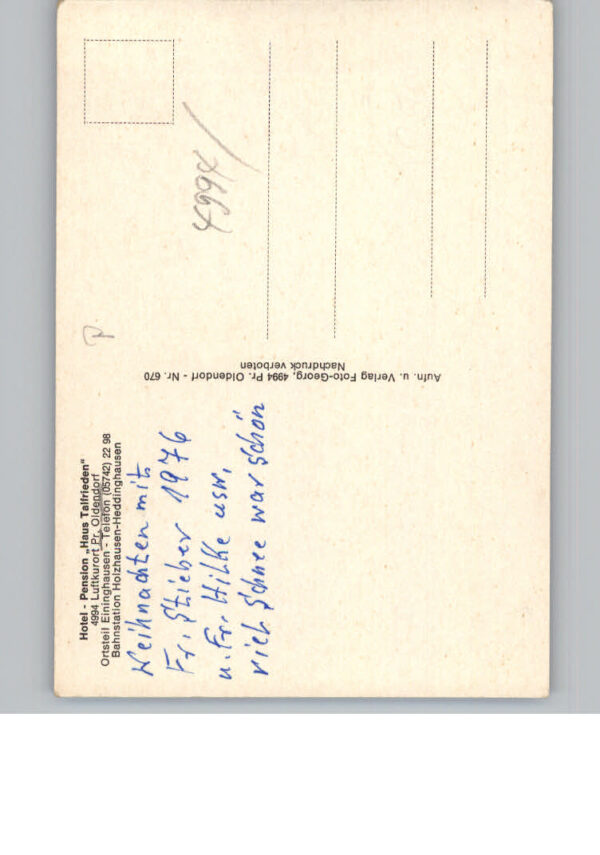 Hotel - Pension „Haus Talfrieden"
4994 Luftkurort Pr. Oldendorf
Ortsteil Eininghausen - Telefon (05742) 22 98
Bahnstation Holzhausen-Heddinghausen
Weihnachten mit
Fr. Stieber 1976
u. Fr. Hilke usw.
viel Schnee war schön
Aufn. u. Verlag Foto-Georg, 4994 Pr. Oldendorf - Nr. 670
Nachdruck verboten
4994/
P.